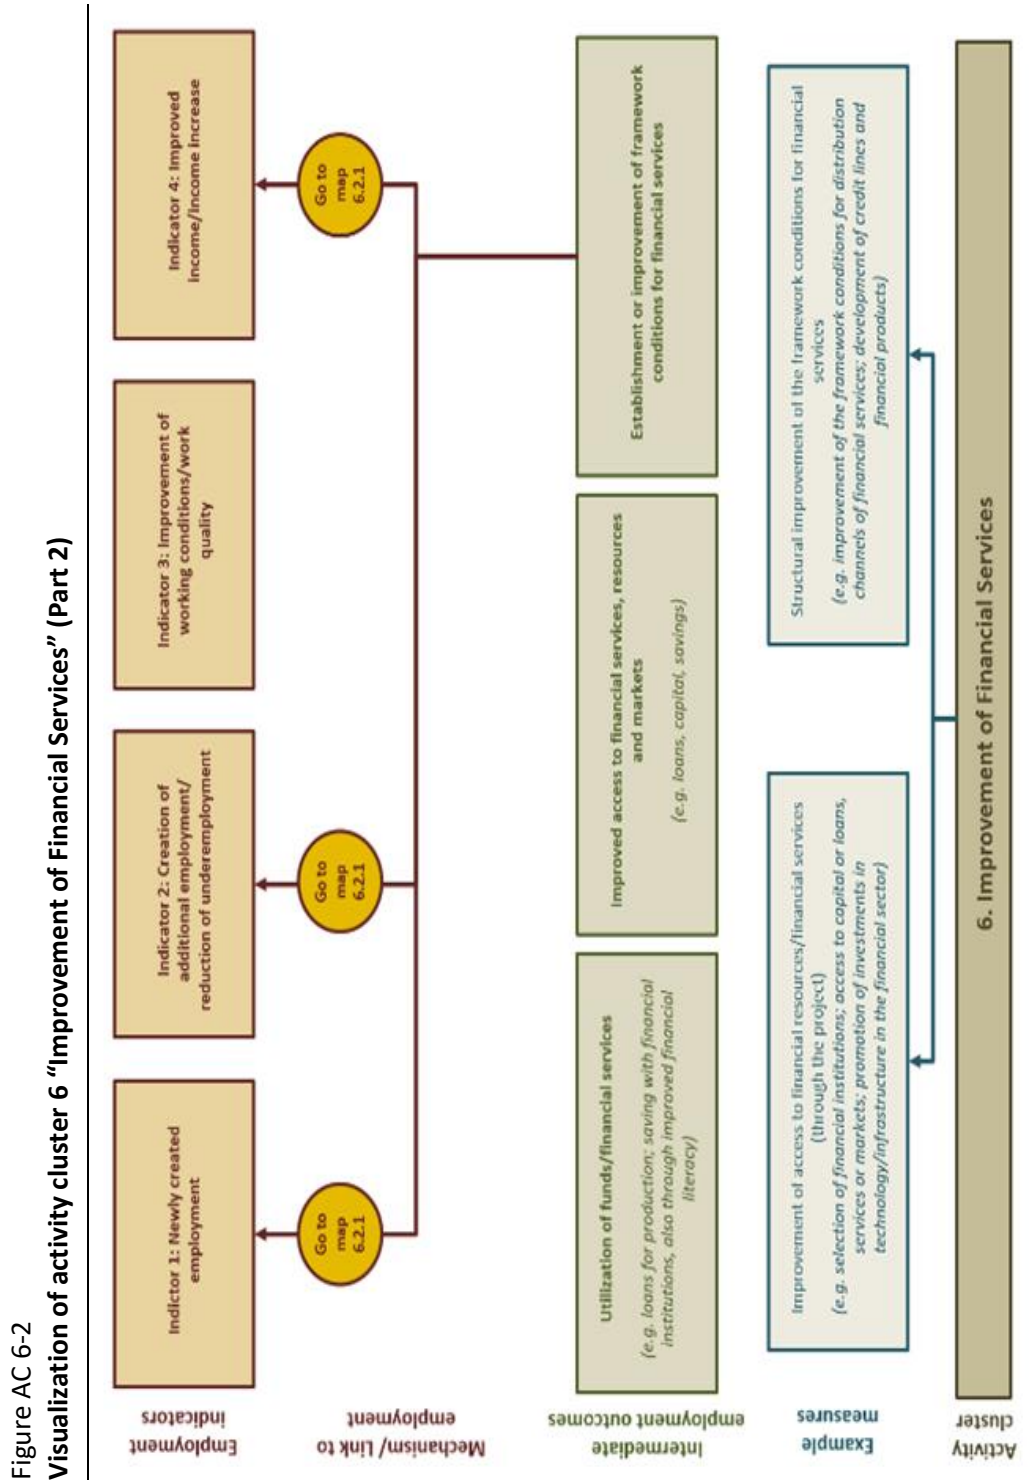 Figure AC 6-2
Visualization of activity cluster 6 “Improvement of Financial Services” (Part 2)
Employment
indicators
Indictor 1: Newly created
employment
Indicator 2: Creation of
additional employment/
reduction of underemployment
Indicator 3: Improvement of
working conditions/work
quality
Indicator 4: Improved
income/income increase
Mechanism/ Link to
employment
Go to
map
6.2.1
Go to
map
6.2.1
Go to
map
6.2.1
Intermediate
employment outcomes
Utilization of funds/financial services
(e.g. loans for production; saving with financial
institutions, also through improved financial
literacy)
Improved access to financial services, resources
and markets
(e.g. loans, capital, savings)
Establishment or improvement of framework
conditions for financial services
Example
measures
Improvement of access to financial resources/financial services
(through the project)
(e.g. selection of financial institutions; access to capital or loans,
services or markets; promotion of investments in
technology/infrastructure in the financial sector)
Structural improvement of the framework conditions for financial
services
(e.g. improvement of the framework conditions for distribution
channels of financial services; development of credit lines and
financial products)
Activity
cluster
6. Improvement of Financial Services